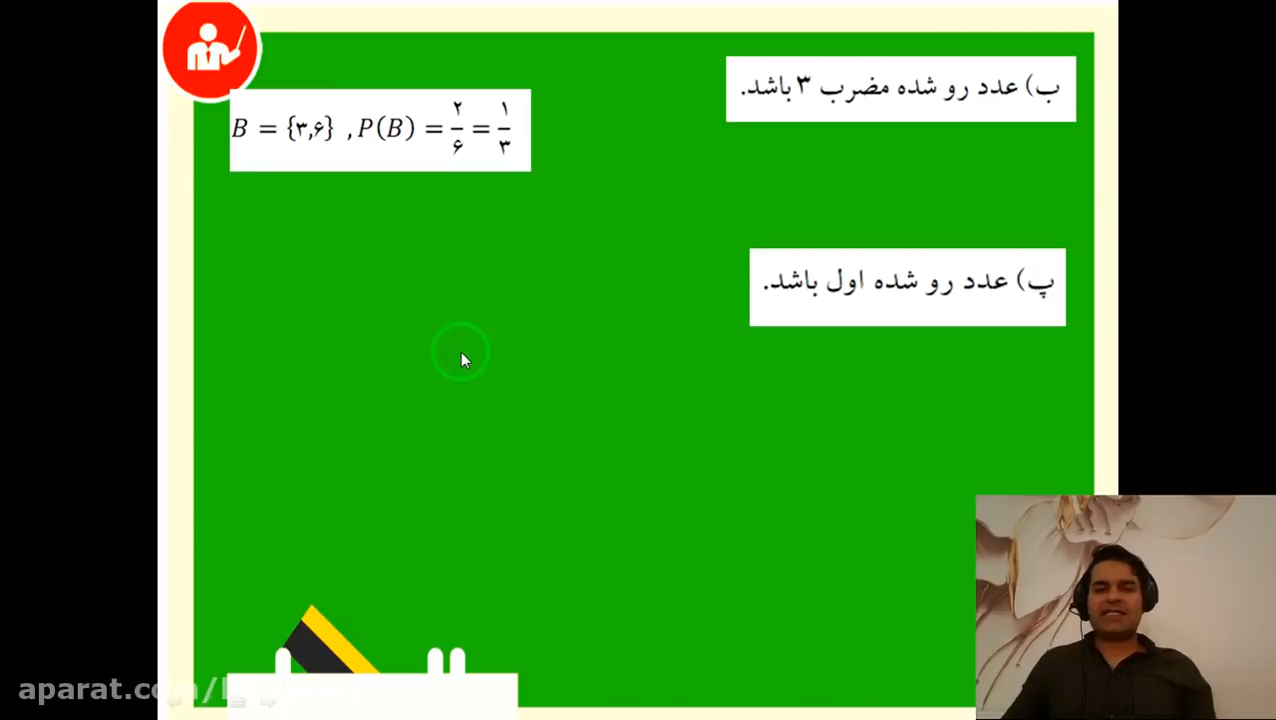 ب) عدد رو شده مضرب ۳ باشد.
B = {۳,۶} , P(B) = ۲/۶ = ۱/۳
پ) عدد رو شده اول باشد.
aparat.com/